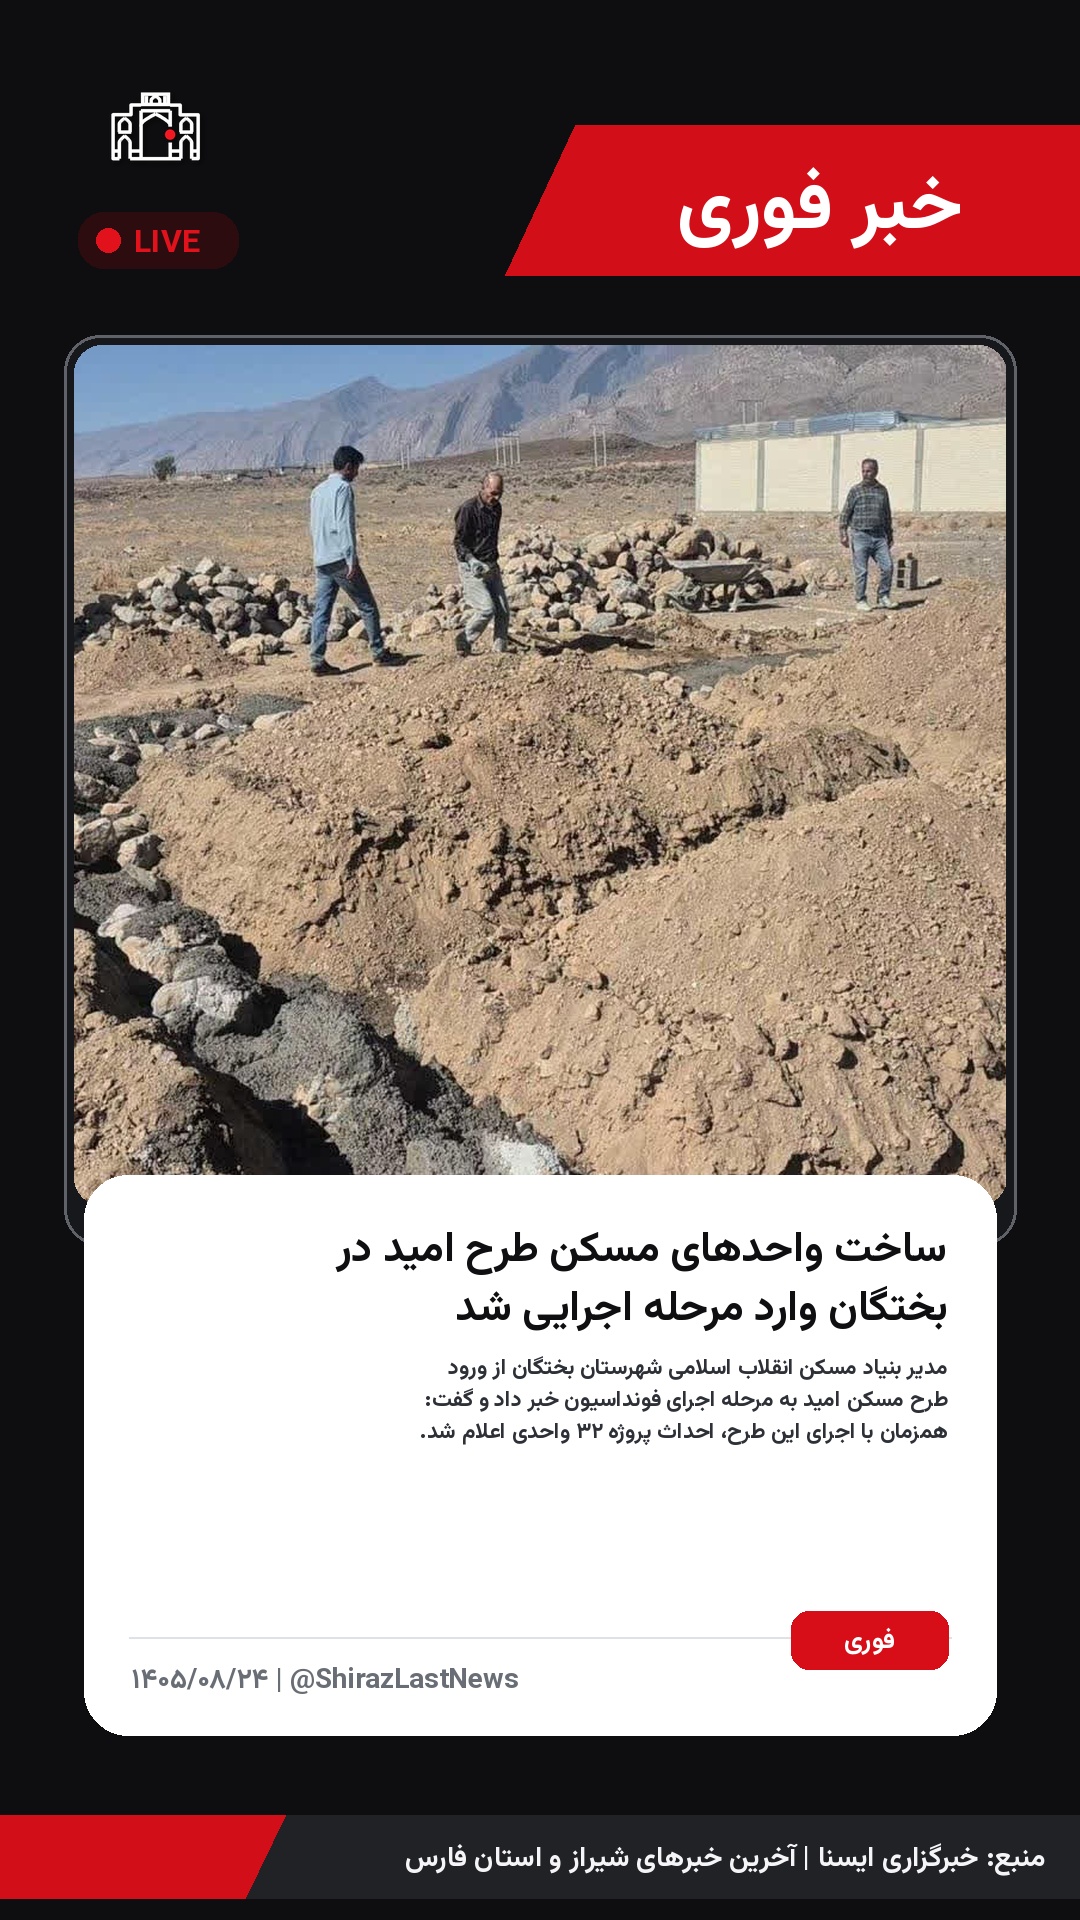 خبر فوری
LIVE
ساخت واحدهای مسکن طرح امید در
بختگان وارد مرحله اجرایی شد
مدیر بنیاد مسکن انقلاب اسلامی شهرستان بختگان از ورود
طرح مسکن امید به مرحله اجرای فونداسیون خبر داد و گفت:
همزمان با اجرای این طرح، احداث پروژه ۳۲ واحدی اعلام شد.
فوری
۱۴۰۵/۰۸/۲۴ | @ShirazLastNews
منبع: خبرگزاری ایسنا | آخرین خبرهای شیراز و استان فارس